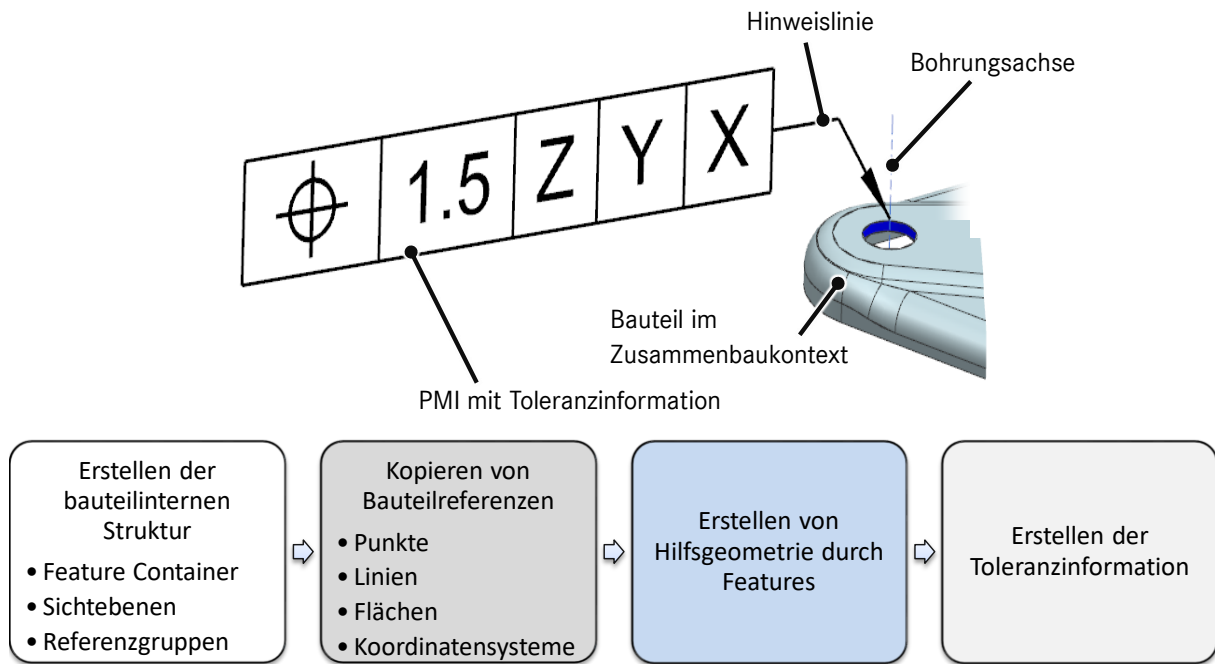 Hinweislinie
Bohrungsachse
1.5 Z Y X
Bauteil im
Zusammenbaukontext
PMI mit Toleranzinformation
Erstellen der
bauteilinternen
Struktur
• Feature Container
• Sichtebenen
• Referenzgruppen
Kopieren von
Bauteilreferenzen
• Punkte
• Linien
• Flächen
• Koordinatensysteme
Erstellen von
Hilfsgeometrie durch
Features
Erstellen der
Toleranzinformation